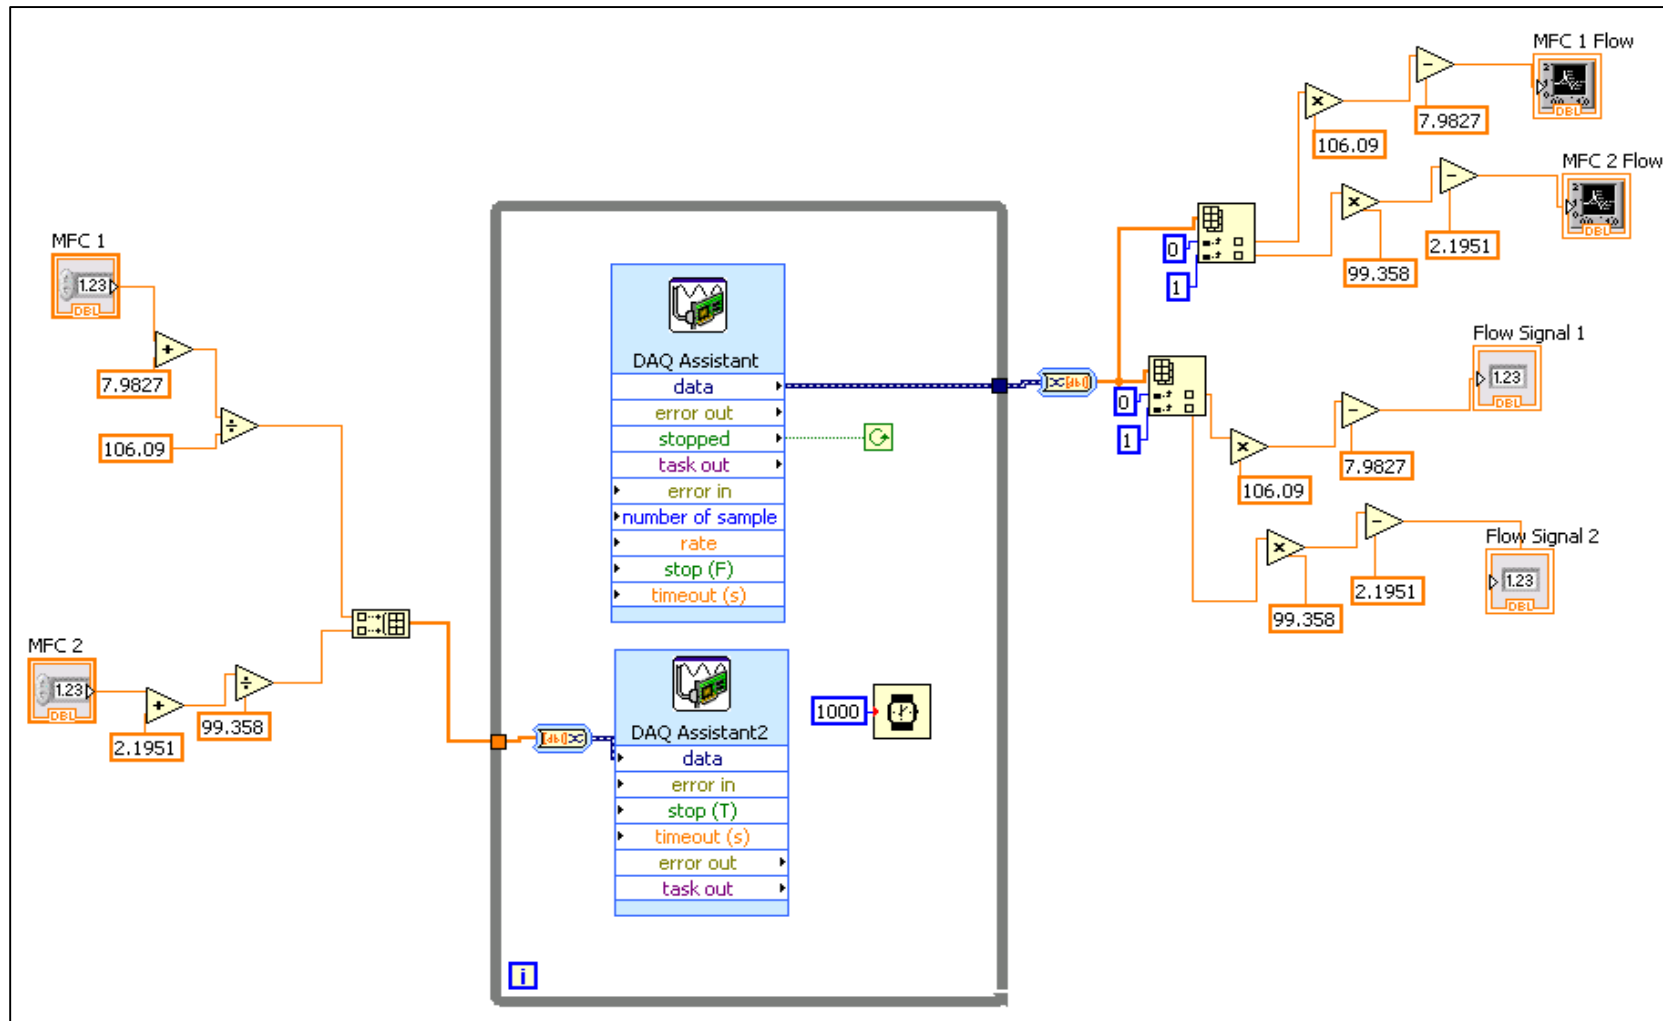 MFC 1
1.23
DBL
7.9827
106.09
MFC 2
1.23
DBL
2.1951
99.358
DAQ Assistant
data
error out
stopped
task out
error in
number of sample
rate
stop (F)
timeout (s)
DAQ Assistant2
data
error in
stop (T)
timeout (s)
error out
task out
1000
i
0
1
106.09
7.9827
MFC 1 Flow
DBL
99.358
2.1951
MFC 2 Flow
DBL
0
1
106.09
7.9827
Flow Signal 1
1.23
DBL
99.358
2.1951
Flow Signal 2
1.23
DBL